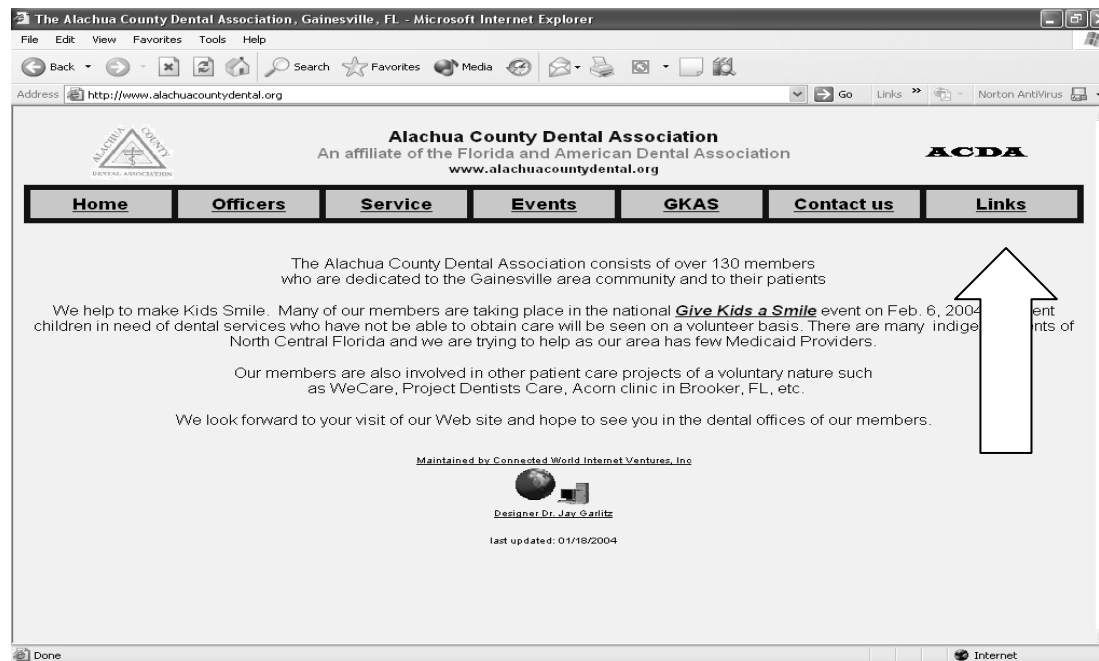 The Alachua County Dental Association, Gainesville, FL - Microsoft Internet Explorer
File Edit View Favorites Tools Help
Back Search Favorites Media
Address http://www.alachuacountydental.org Go Links » Norton AntiVirus
ALACHUA COUNTY
DENTAL ASSOCIATION
Alachua County Dental Association
An affiliate of the Florida and American Dental Association
www.alachuacountydental.org
ACDA
Home Officers Service Events GKAS Contact us Links
The Alachua County Dental Association consists of over 130 members
who are dedicated to the Gainesville area community and to their patients
We help to make Kids Smile. Many of our members are taking place in the national Give Kids a Smile event on Feb. 6, 2004 ent
children in need of dental services who have not be able to obtain care will be seen on a volunteer basis. There are many indige nts of
North Central Florida and we are trying to help as our area has few Medicaid Providers.
Our members are also involved in other patient care projects of a voluntary nature such
as WeCare, Project Dentists Care, Acorn clinic in Brooker, FL, etc.
We look forward to your visit of our Web site and hope to see you in the dental offices of our members.
Maintained by Connected World Internet Ventures, Inc
Designer Dr. Jay Garlitz
last updated: 01/18/2004
Done Internet